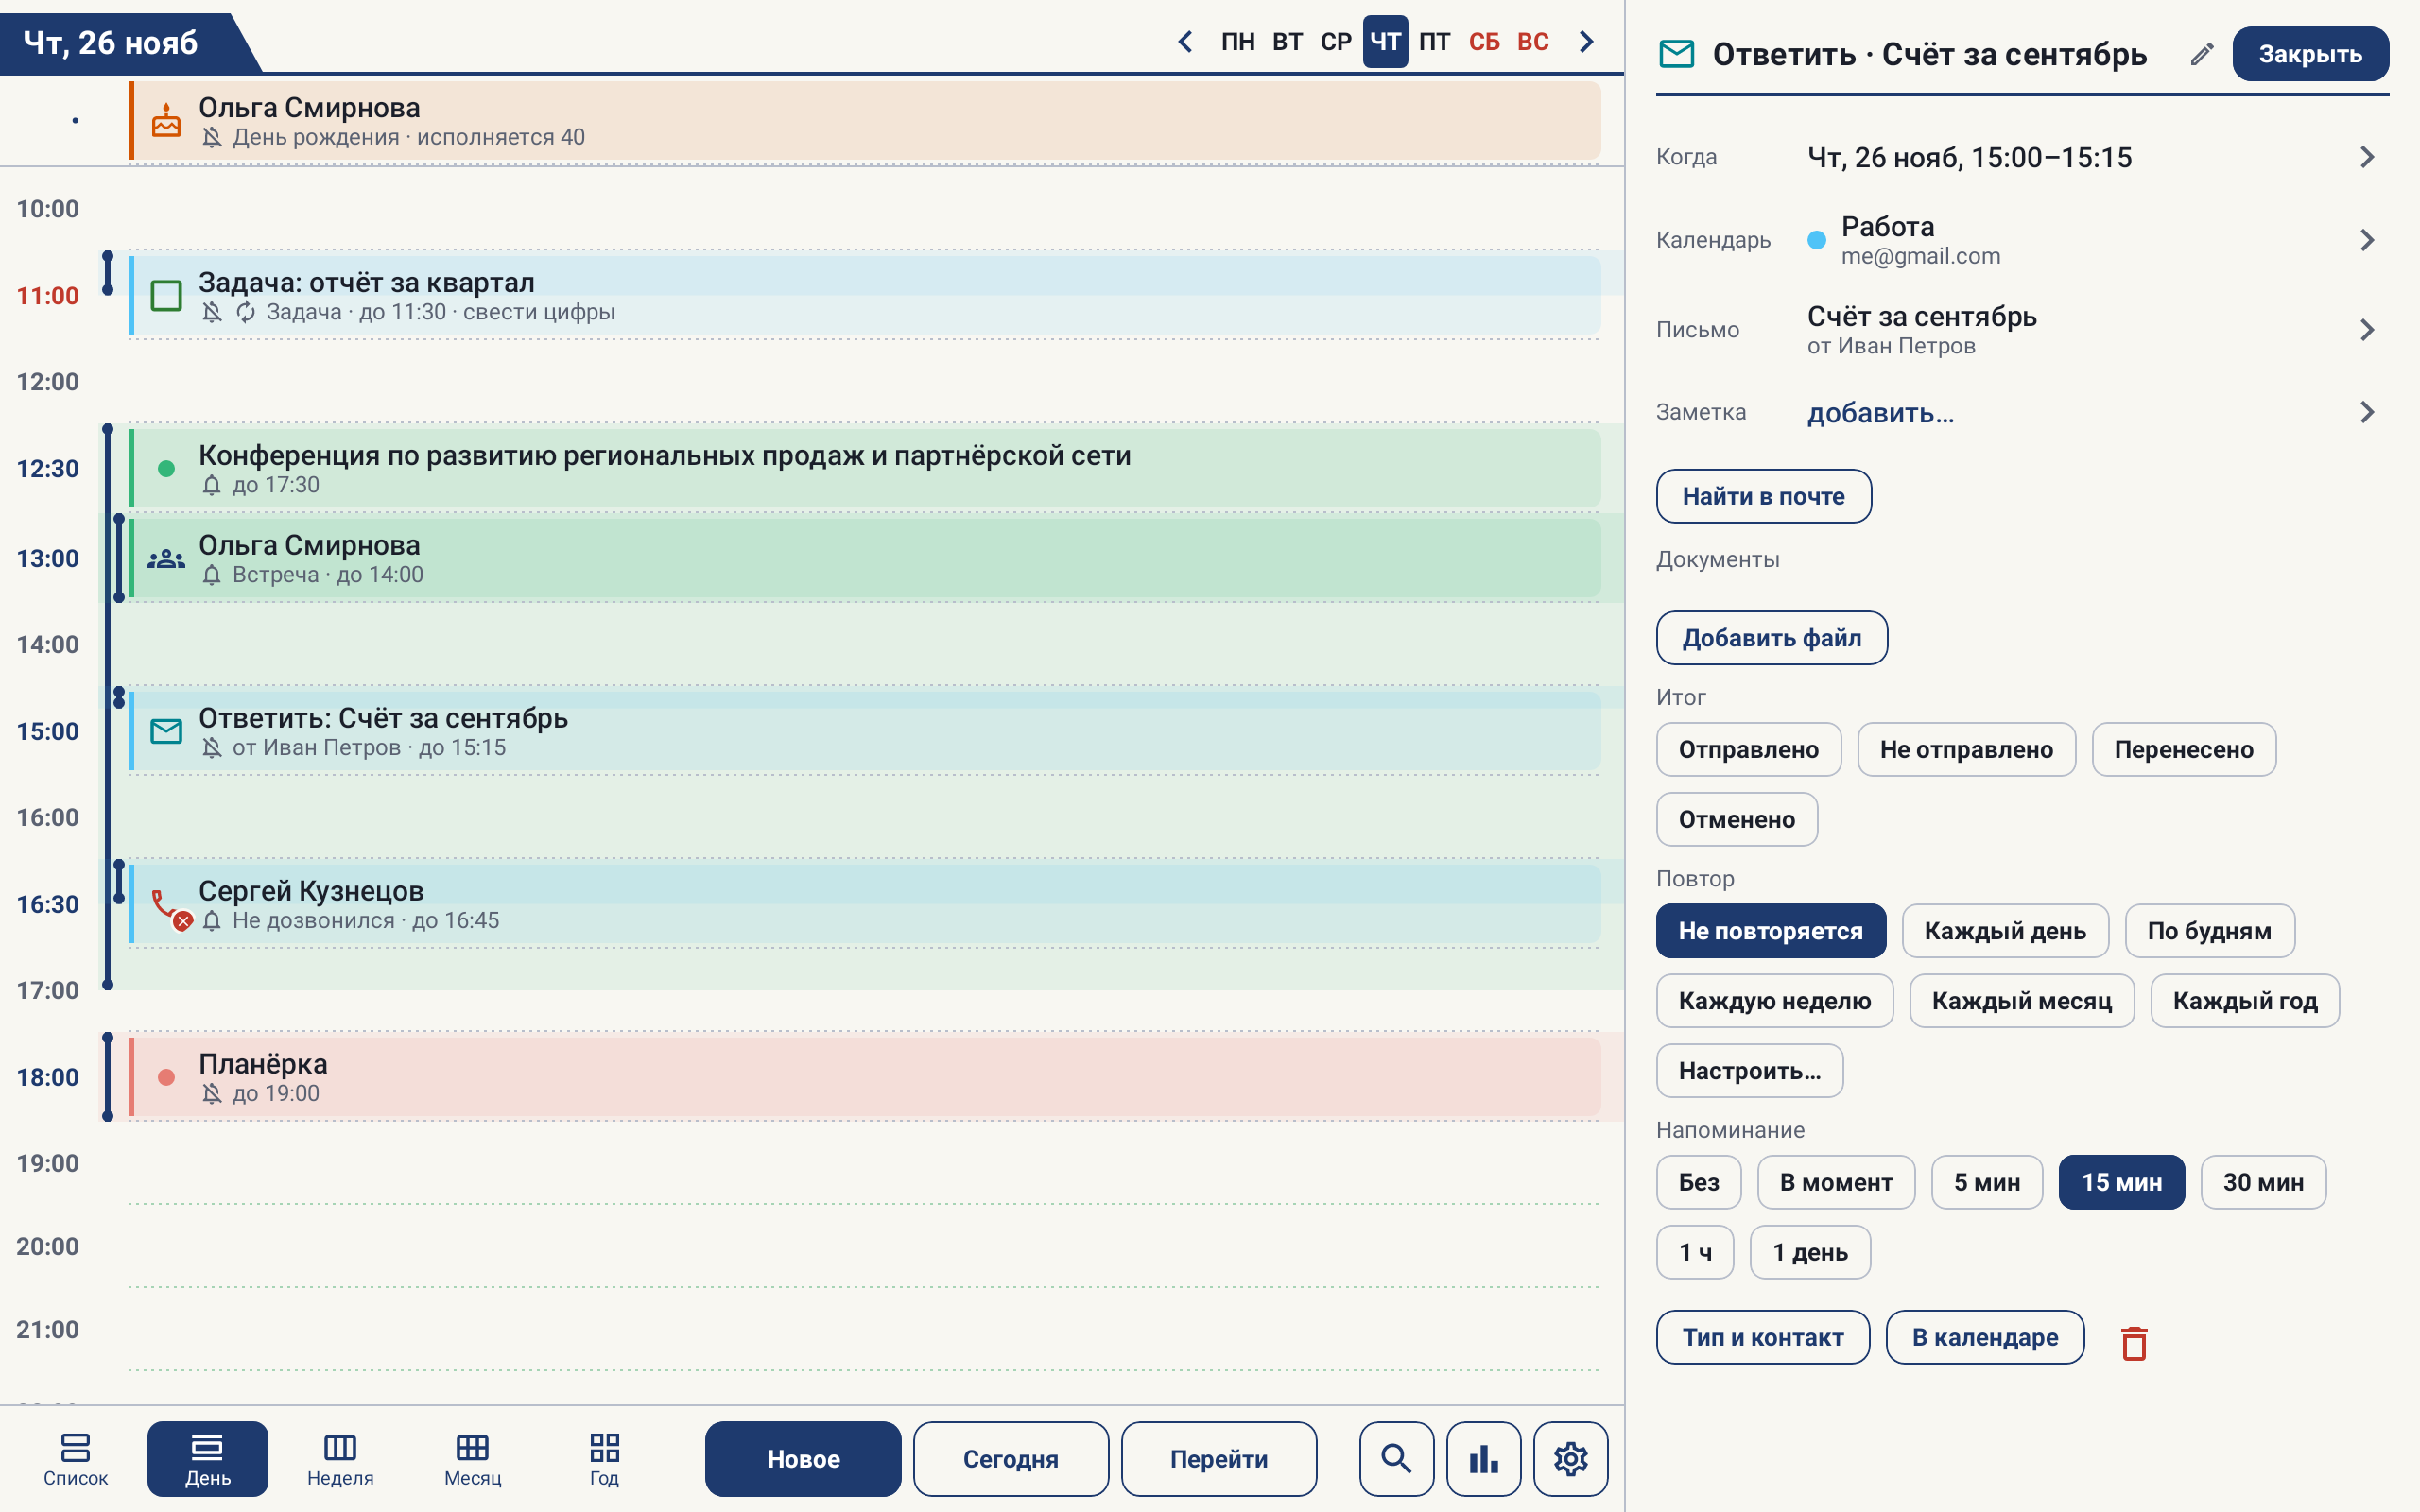 Чт, 26 нояб
ПН ВТ СР ЧТ ПТ СБ ВС
Ольга Смирнова
День рождения · исполняется 40
10:00
11:00
Задача: отчёт за квартал
Задача · до 11:30 · свести цифры
12:00
12:30
Конференция по развитию региональных продаж и партнёрской сети
до 17:30
13:00
Ольга Смирнова
Встреча · до 14:00
14:00
15:00
Ответить: Счёт за сентябрь
от Иван Петров · до 15:15
16:00
16:30
Сергей Кузнецов
Не дозвонился · до 16:45
17:00
18:00
Планёрка
до 19:00
19:00
20:00
21:00
Список
День
Неделя
Месяц
Год
Новое
Сегодня
Перейти
Ответить · Счёт за сентябрь
Закрыть
Когда
Чт, 26 нояб, 15:00–15:15
Календарь
Работа
me@gmail.com
Письмо
Счёт за сентябрь
от Иван Петров
Заметка
добавить…
Найти в почте
Документы
Добавить файл
Итог
Отправлено Не отправлено Перенесено
Отменено
Повтор
Не повторяется Каждый день По будням
Каждую неделю Каждый месяц Каждый год
Настроить…
Напоминание
Без В момент 5 мин 15 мин 30 мин
1 ч 1 день
Тип и контакт В календаре